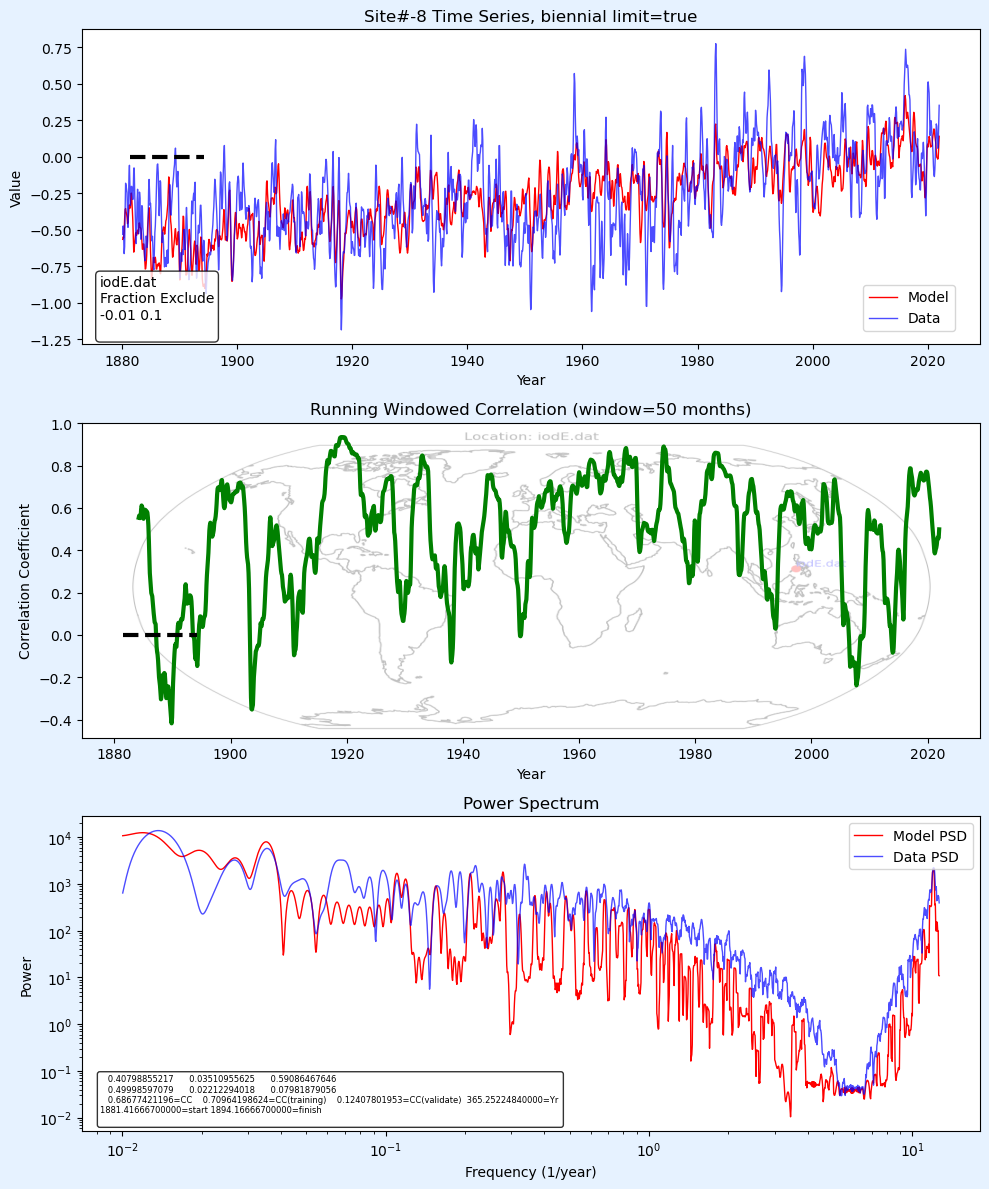 Site#-8 Time Series, biennial limit=true
Value
0.75
0.50
0.25
0.00
−0.25
−0.50
−0.75
−1.00
−1.25
iodE.dat
Fraction Exclude
-0.01 0.1
Model
Data
1880 1900 1920 1940 1960 1980 2000 2020
Year
Running Windowed Correlation (window=50 months)
Correlation Coefficient
1.0
0.8
0.6
0.4
0.2
0.0
−0.2
−0.4
Location: iodE.dat
iodE.dat
1880 1900 1920 1940 1960 1980 2000 2020
Year
Power Spectrum
Power
10⁴
10³
10²
10¹
10⁰
10⁻¹
10⁻²
Model PSD
Data PSD
0.40798855217 0.03510955625 0.59086467646
0.49998597079 0.02212294018 0.07981879056
0.68677421196=CC 0.70964198624=CC(training) 0.12407801953=CC(validate) 365.25224840000=Yr
1881.41666700000=start 1894.16666700000=finish
10⁻² 10⁻¹ 10⁰ 10¹
Frequency (1/year)